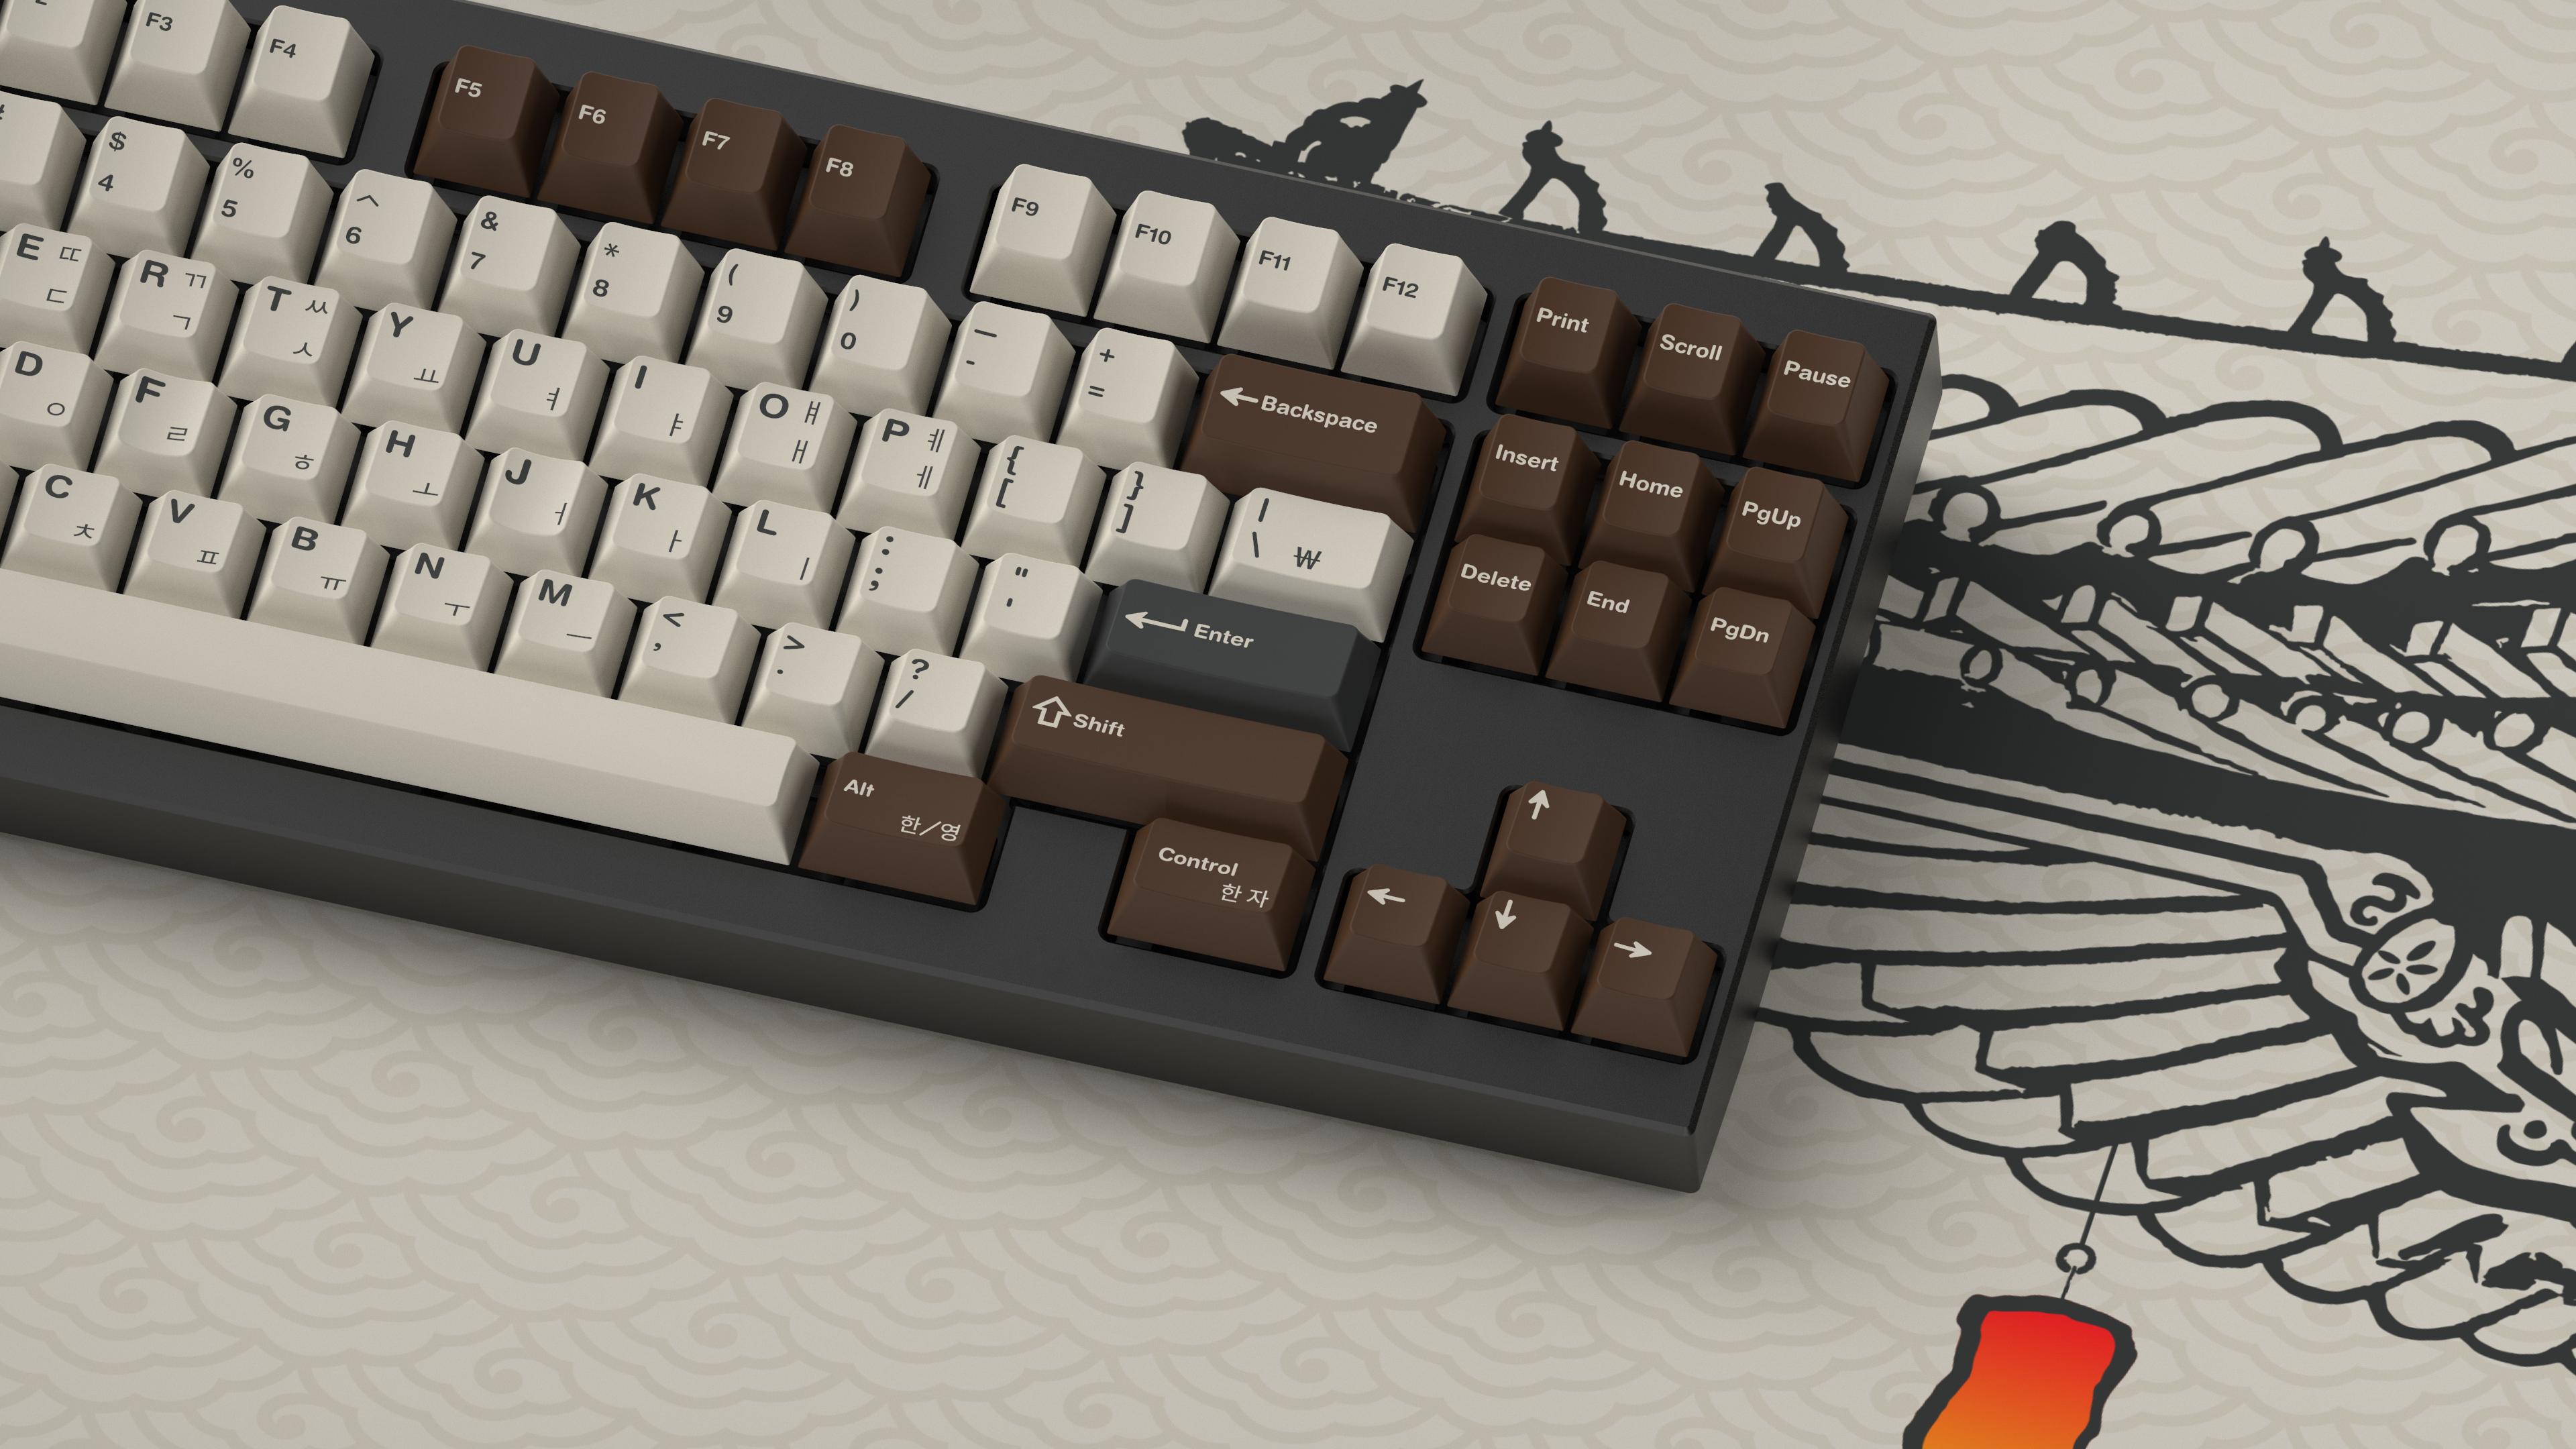 F3
F4
F5
F6
F7
F8
F9
F10
F11
F12
Print
Scroll
Pause
$
4
%
5
^
6
&
7
*
8
(
9
)
0
_
-
+
=
← Backspace
Insert
Home
PgUp
E ㄸ
ㄷ
R ㄲ
ㄱ
T ㅆ
ㅅ
Y
ㅛ
U
ㅕ
I
ㅑ
O ㅒ
ㅐ
P ㅖ
ㅔ
{
[
}
]
|
\ ₩
Delete
End
PgDn
D
ㅇ
F
ㄹ
G
ㅎ
H
ㅗ
J
ㅓ
K
ㅏ
L
ㅣ
:
;
"
'
Enter
C
ㅊ
V
ㅍ
B
ㅠ
N
ㅜ
M
ㅡ
<
,
>
.
?
/
Shift
↑
Alt
한/영
Control
한자
←
↓
→